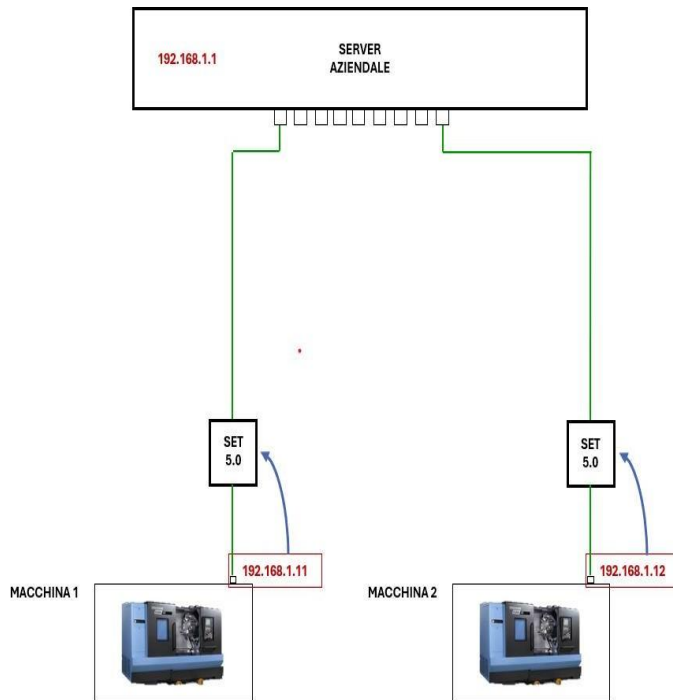 192.168.1.1
SERVER
AZIENDALE
SET
5.0
SET
5.0
192.168.1.11
192.168.1.12
MACCHINA 1
MACCHINA 2